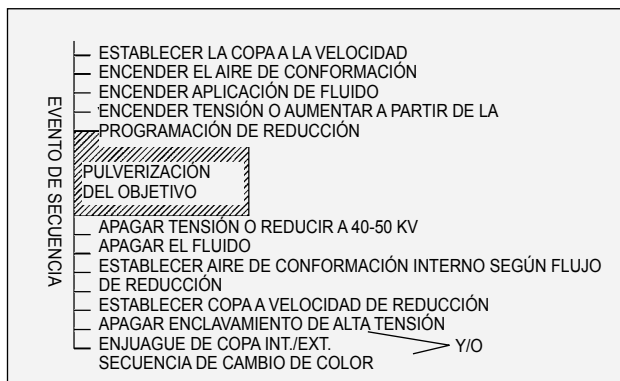 ESTABLECER LA COPA A LA VELOCIDAD
ENCENDER EL AIRE DE CONFORMACIÓN
ENCENDER APLICACIÓN DE FLUIDO
ENCENDER TENSIÓN O AUMENTAR A PARTIR DE LA
PROGRAMACIÓN DE REDUCCIÓN
EVENTO DE SECUENCIA
PULVERIZACIÓN
DEL OBJETIVO
APAGAR TENSIÓN O REDUCIR A 40-50 KV
APAGAR EL FLUIDO
ESTABLECER AIRE DE CONFORMACIÓN INTERNO SEGÚN FLUJO
DE REDUCCIÓN
ESTABLECER COPA A VELOCIDAD DE REDUCCIÓN
APAGAR ENCLAVAMIENTO DE ALTA TENSIÓN
ENJUAGUE DE COPA INT./EXT.
Y/O
SECUENCIA DE CAMBIO DE COLOR